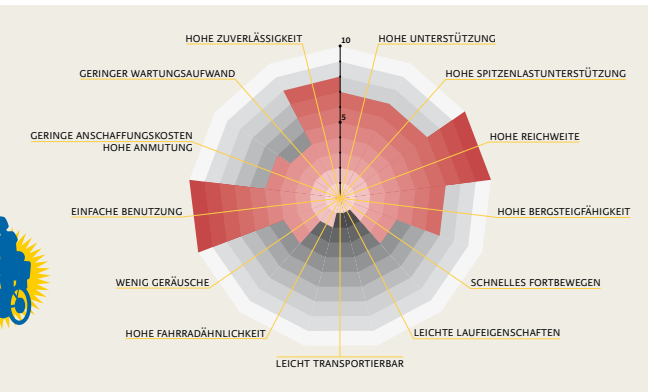 HOHE ZUVERLÄSSIGKEIT
10
HOHE UNTERSTÜTZUNG
GERINGER WARTUNGSAUFWAND
HOHE SPITZENLASTUNTERSTÜTZUNG
5
GERINGE ANSCHAFFUNGSKOSTEN
HOHE ANMUTUNG
HOHE REICHWEITE
EINFACHE BENUTZUNG
HOHE BERGSTEIGFÄHIGKEIT
WENIG GERÄUSCHE
SCHNELLES FORTBEWEGEN
HOHE FAHRRADÄHNLICHKEIT
LEICHTE LAUFEIGENSCHAFTEN
LEICHT TRANSPORTIERBAR